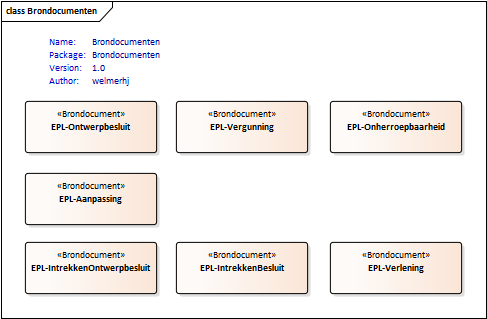 class Brondocumenten
Name: Brondocumenten
Package: Brondocumenten
Version: 1.0
Author: welmerhj
«Brondocument» «Brondocument» «Brondocument»
EPL-Ontwerpbesluit EPL-Vergunning EPL-Onherroepbaarheid
«Brondocument»
EPL-Aanpassing
«Brondocument» «Brondocument» «Brondocument»
EPL-IntrekkenOntwerpbesluit EPL-IntrekkenBesluit EPL-Verlening